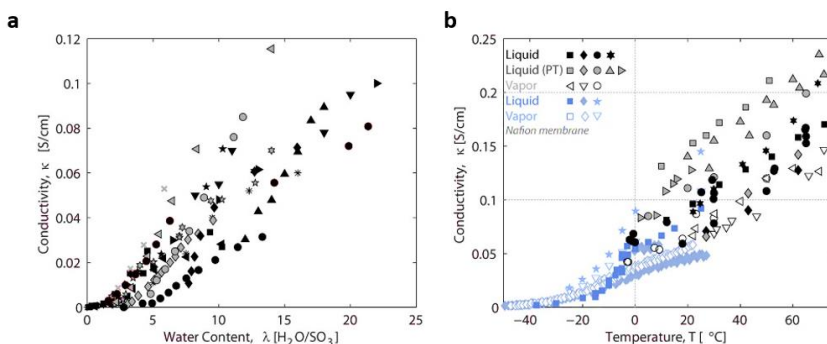 a
b
0.12
0.1
0.08
0.06
0.04
0.02
0
Conductivity, κ [S/cm]
0
5
10
15
20
25
Water Content, λ [H₂O/SO₃]
0.25
0.2
0.15
0.1
0.05
0
Conductivity, κ [S/cm]
Liquid
Liquid (PT)
Vapor
Liquid
Vapor
Nafion membrane
-40
-20
0
20
40
60
Temperature, T [ °C]